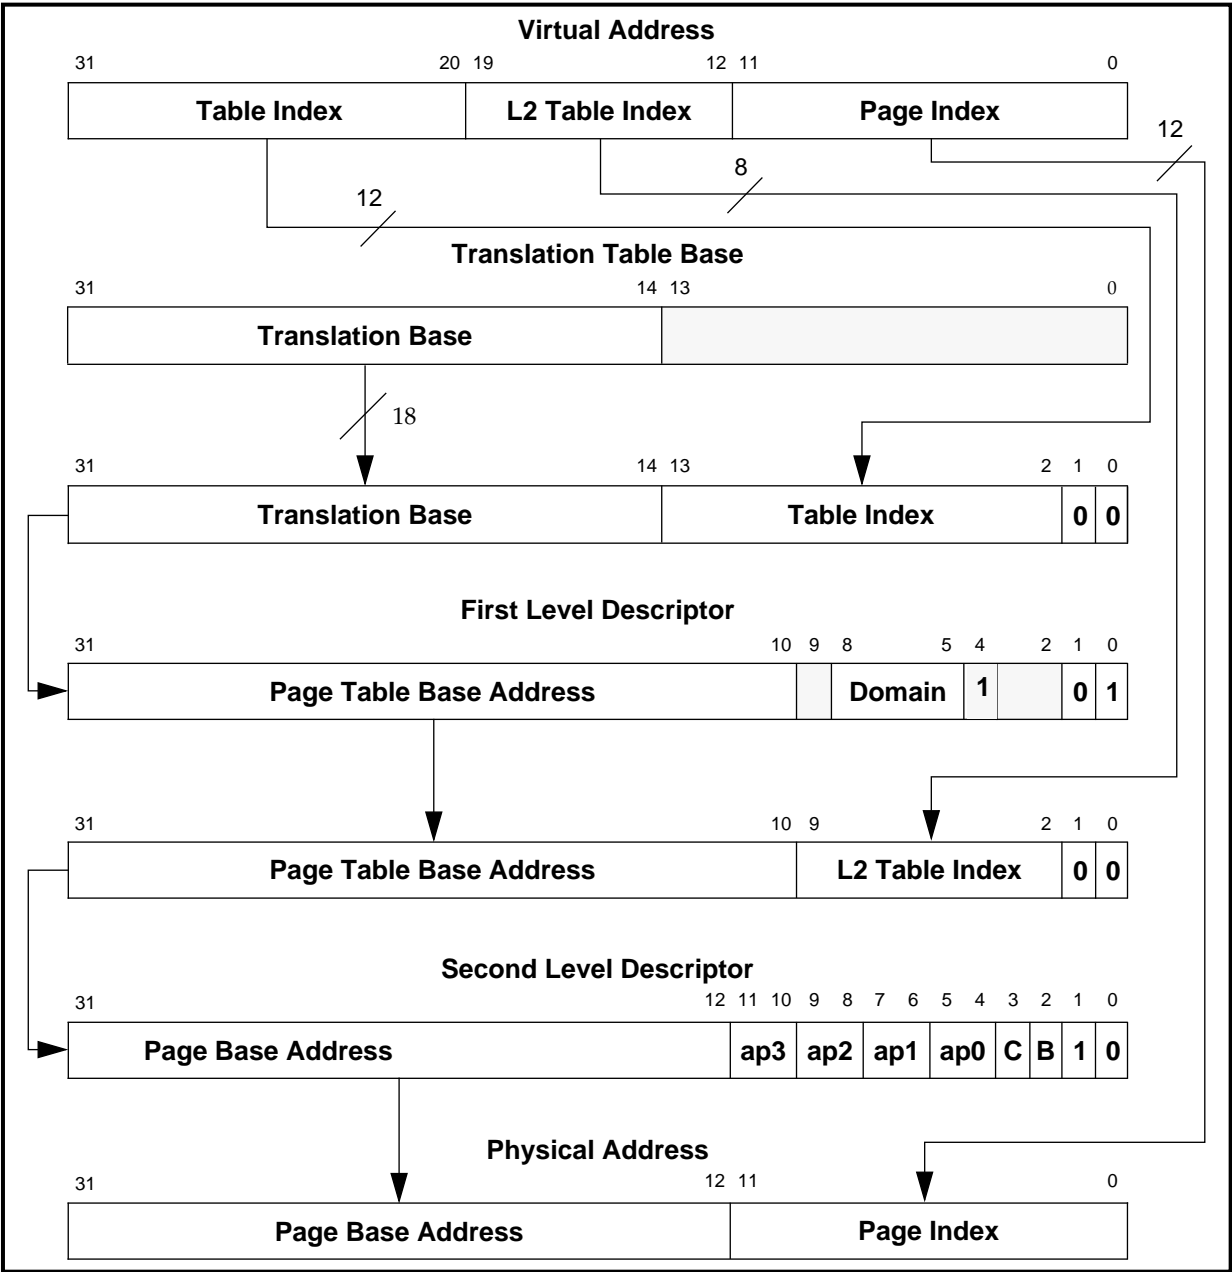 Virtual Address
31 20 19 12 11 0
Table Index L2 Table Index Page Index
12
8
12
Translation Table Base
31 14 13 0
Translation Base
18
31 14 13 2 1 0
Translation Base Table Index 0 0
First Level Descriptor
31 10 9 8 5 4 2 1 0
Page Table Base Address Domain 1 0 1
31 10 9 2 1 0
Page Table Base Address L2 Table Index 0 0
Second Level Descriptor
31 12 11 10 9 8 7 6 5 4 3 2 1 0
Page Base Address ap3 ap2 ap1 ap0 C B 1 0
Physical Address
31 12 11 0
Page Base Address Page Index